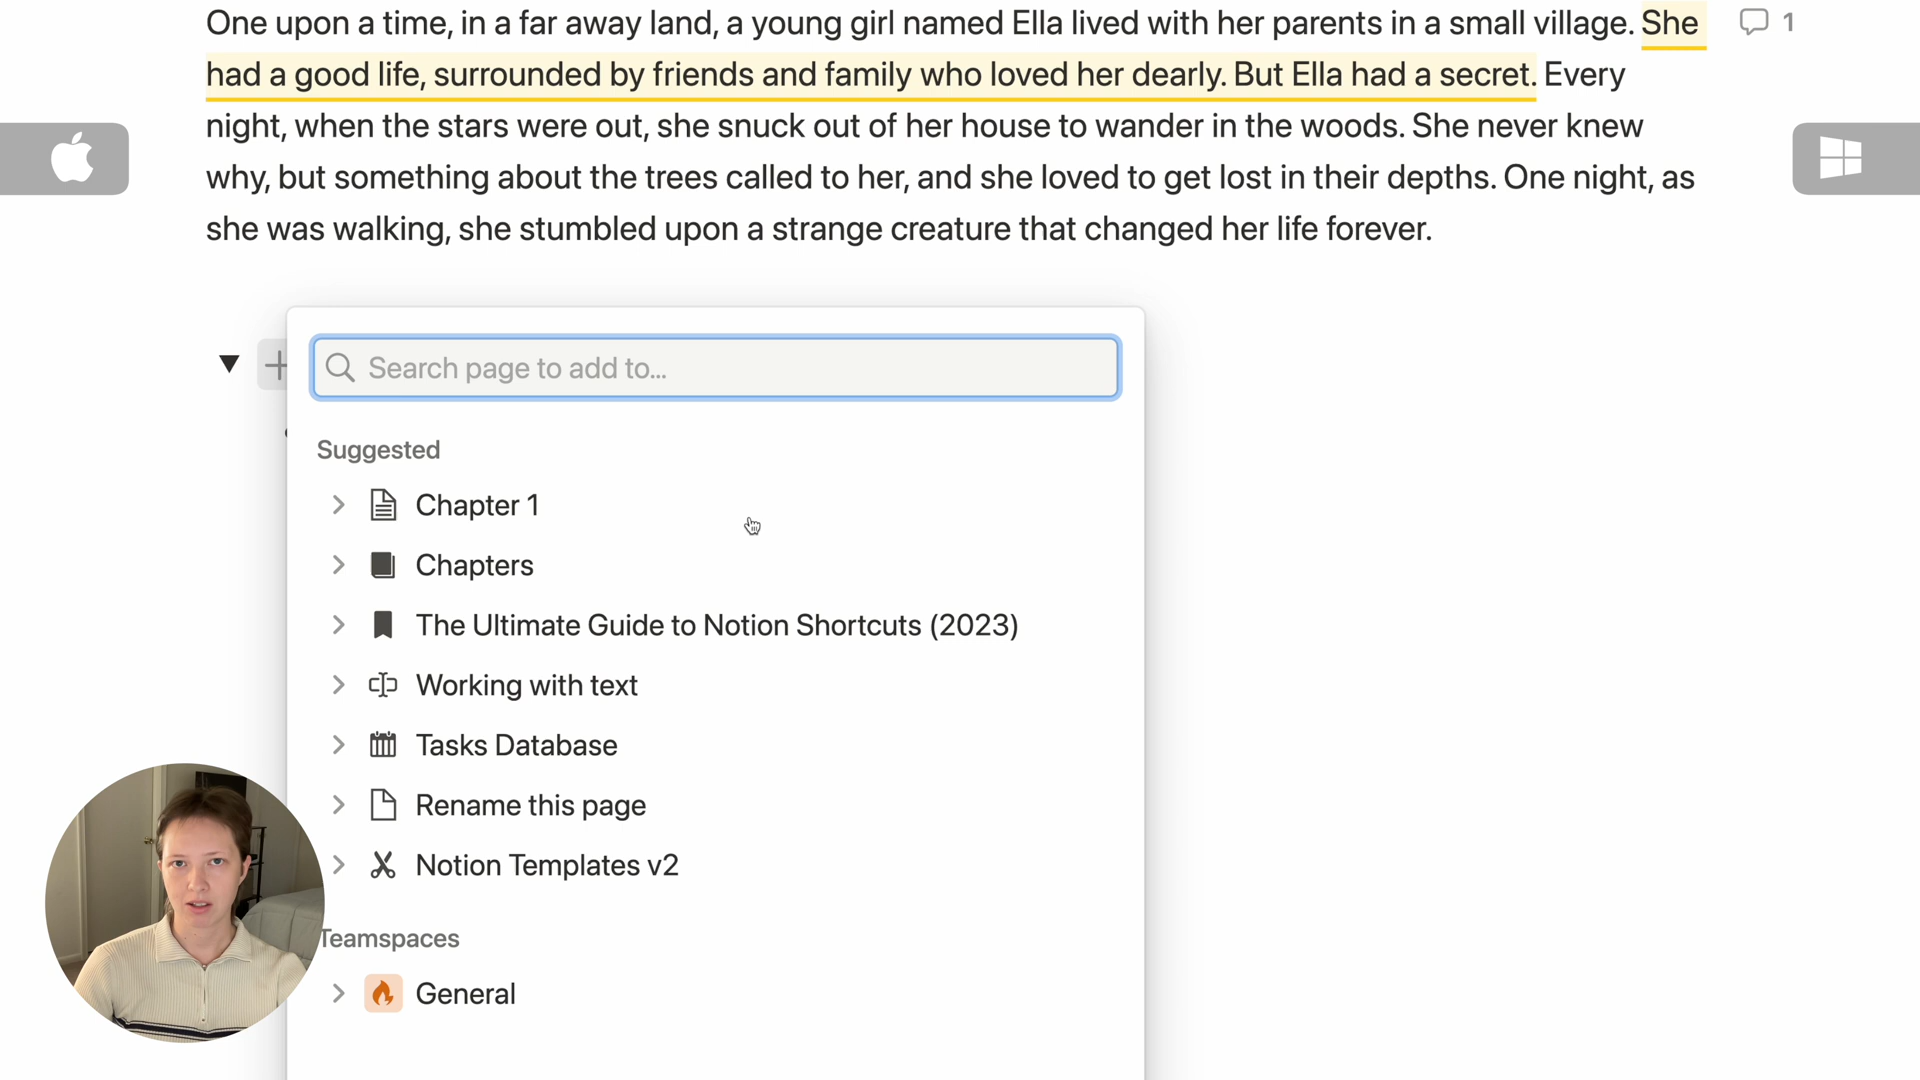 One upon a time, in a far away land, a young girl named Ella lived with her parents in a small village. She
1
had a good life, surrounded by friends and family who loved her dearly. But Ella had a secret. Every
night, when the stars were out, she snuck out of her house to wander in the woods. She never knew
why, but something about the trees called to her, and she loved to get lost in their depths. One night, as
she was walking, she stumbled upon a strange creature that changed her life forever.
Search page to add to...
Suggested
Chapter 1
Chapters
The Ultimate Guide to Notion Shortcuts (2023)
Working with text
Tasks Database
Rename this page
Notion Templates v2
Teamspaces
General